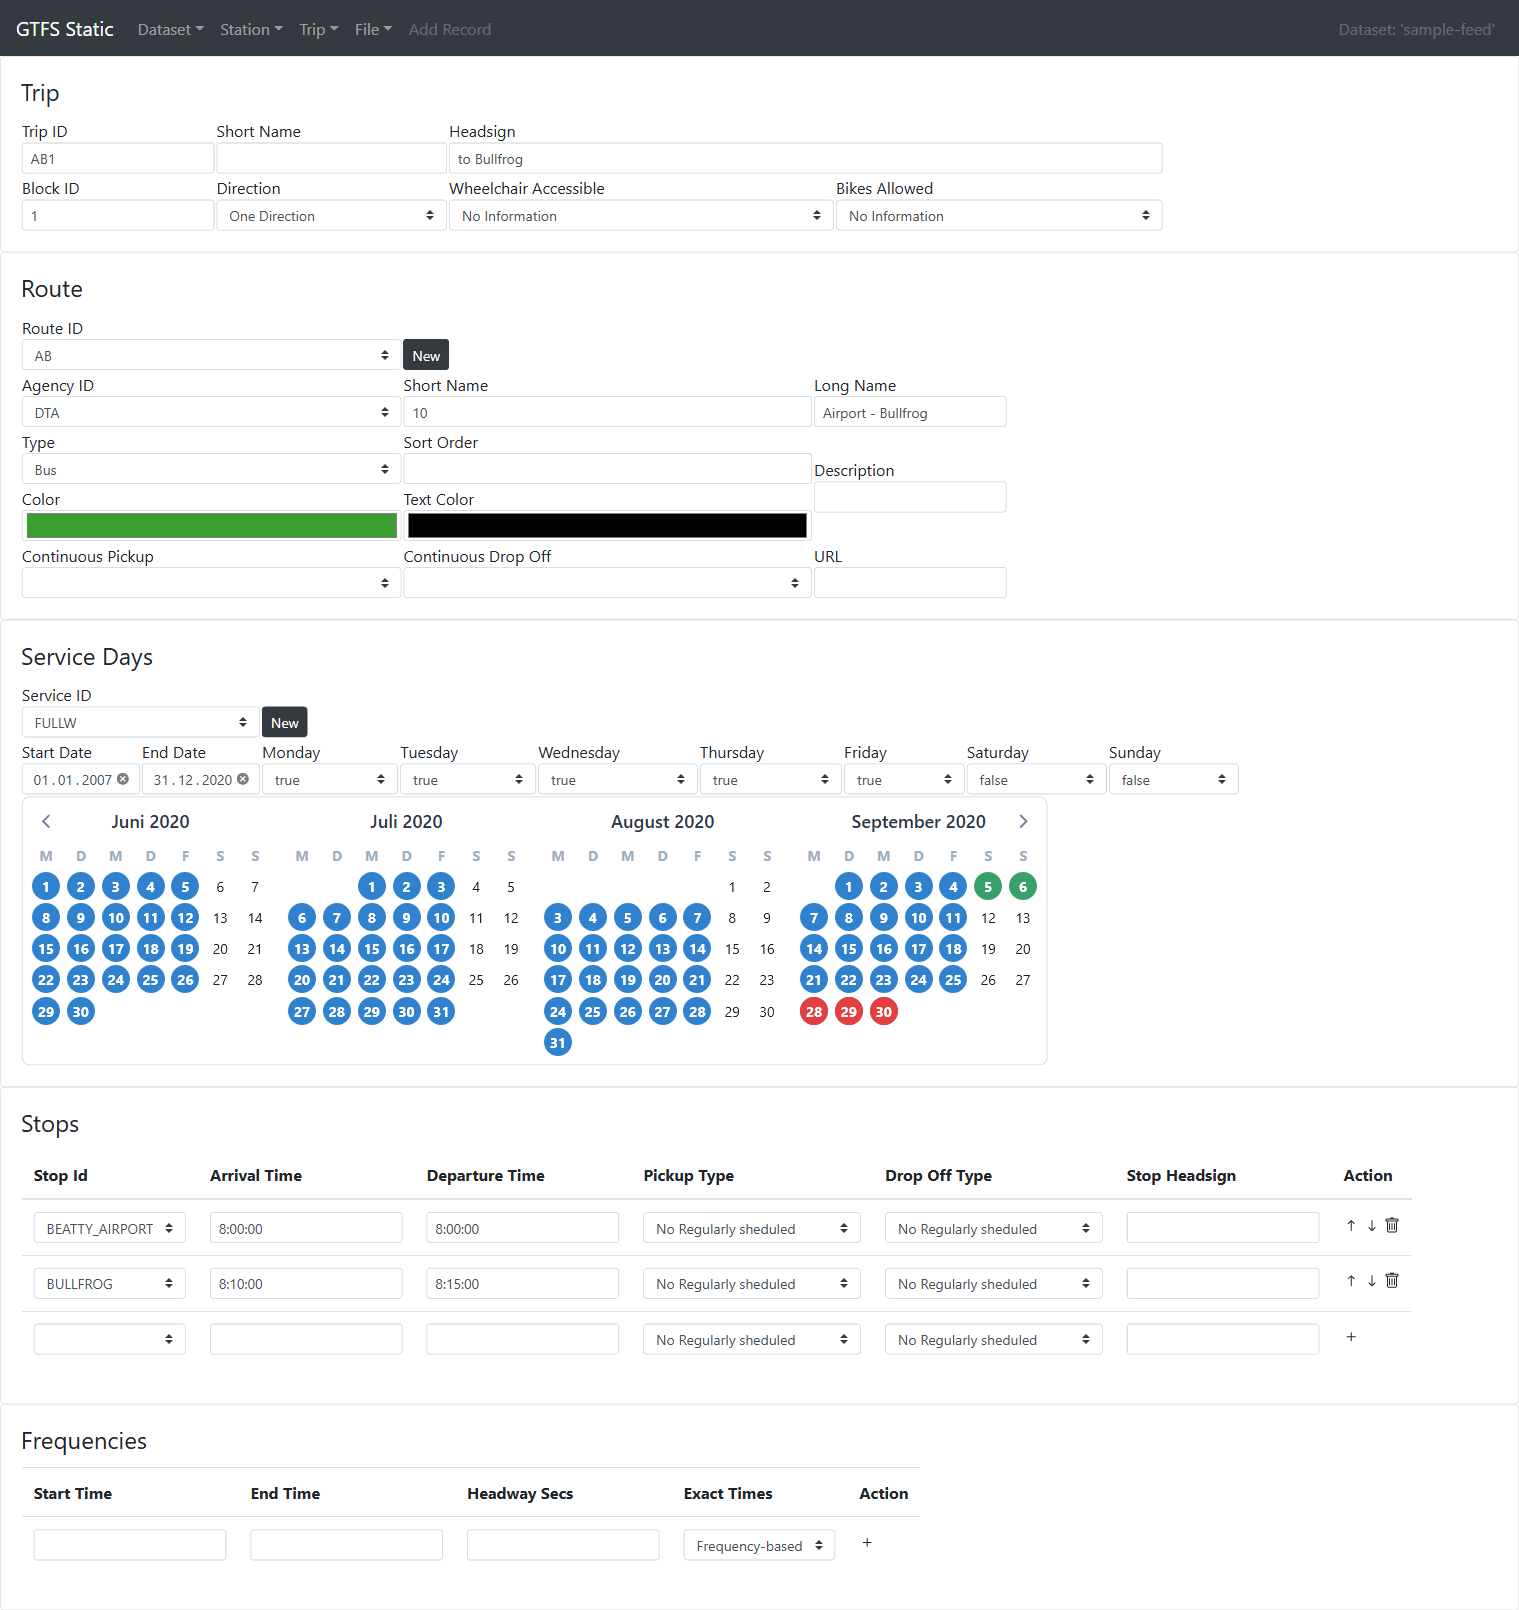 GTFS Static Dataset Station Trip File Add Record Dataset: 'sample-feed'
Trip
Trip ID Short Name Headsign
AB1 to Bullfrog
Block ID Direction Wheelchair Accessible Bikes Allowed
1 One Direction No Information No Information
Route
Route ID
AB New
Agency ID Short Name Long Name
DTA 10 Airport - Bullfrog
Type Sort Order
Bus
Description
Color Text Color
Continuous Pickup Continuous Drop Off URL
Service Days
Service ID
FULLW New
Start Date End Date Monday Tuesday Wednesday Thursday Friday Saturday Sunday
01.01.2007 31.12.2020 true true true true true false false
Juni 2020 Juli 2020 August 2020 September 2020
M D M D F S S M D M D F S S M D M D F S S M D M D F S S
1 2 3 4 5 6 7 1 2 3 4 5 1 2 1 2 3 4 5 6
8 9 10 11 12 13 14 6 7 8 9 10 11 12 3 4 5 6 7 8 9 7 8 9 10 11 12 13
15 16 17 18 19 20 21 13 14 15 16 17 18 19 10 11 12 13 14 15 16 14 15 16 17 18 19 20
22 23 24 25 26 27 28 20 21 22 23 24 25 26 17 18 19 20 21 22 23 21 22 23 24 25 26 27
29 30 27 28 29 30 31 24 25 26 27 28 29 30 28 29 30
31
Stops
Stop Id Arrival Time Departure Time Pickup Type Drop Off Type Stop Headsign Action
BEATTY_AIRPORT 8:00:00 8:00:00 No Regularly sheduled No Regularly sheduled
BULLFROG 8:10:00 8:15:00 No Regularly sheduled No Regularly sheduled
No Regularly sheduled No Regularly sheduled +
Frequencies
Start Time End Time Headway Secs Exact Times Action
Frequency-based +